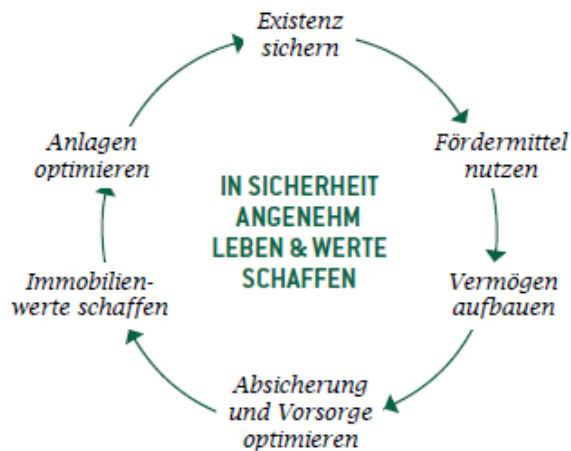 Existenz
sichern
Fördermittel
nutzen
Vermögen
aufbauen
Absicherung
und Vorsorge
optimieren
Immobilien-
werte schaffen
Anlagen
optimieren
IN SICHERHEIT
ANGENEHM
LEBEN & WERTE
SCHAFFEN